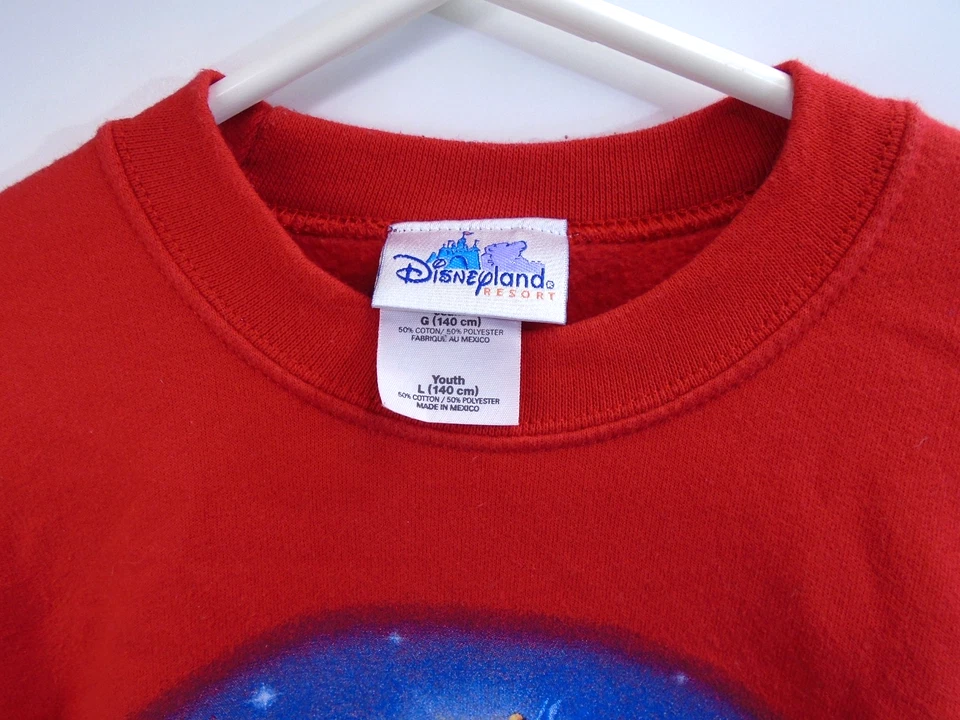 Disneyland®
RESORT
G (140 cm)
50% COTON/ 50% POLYESTER
FABRIQUE AU MEXICO
Youth
L (140 cm)
50% COTTON / 50% POLYESTER
MADE IN MEXICO